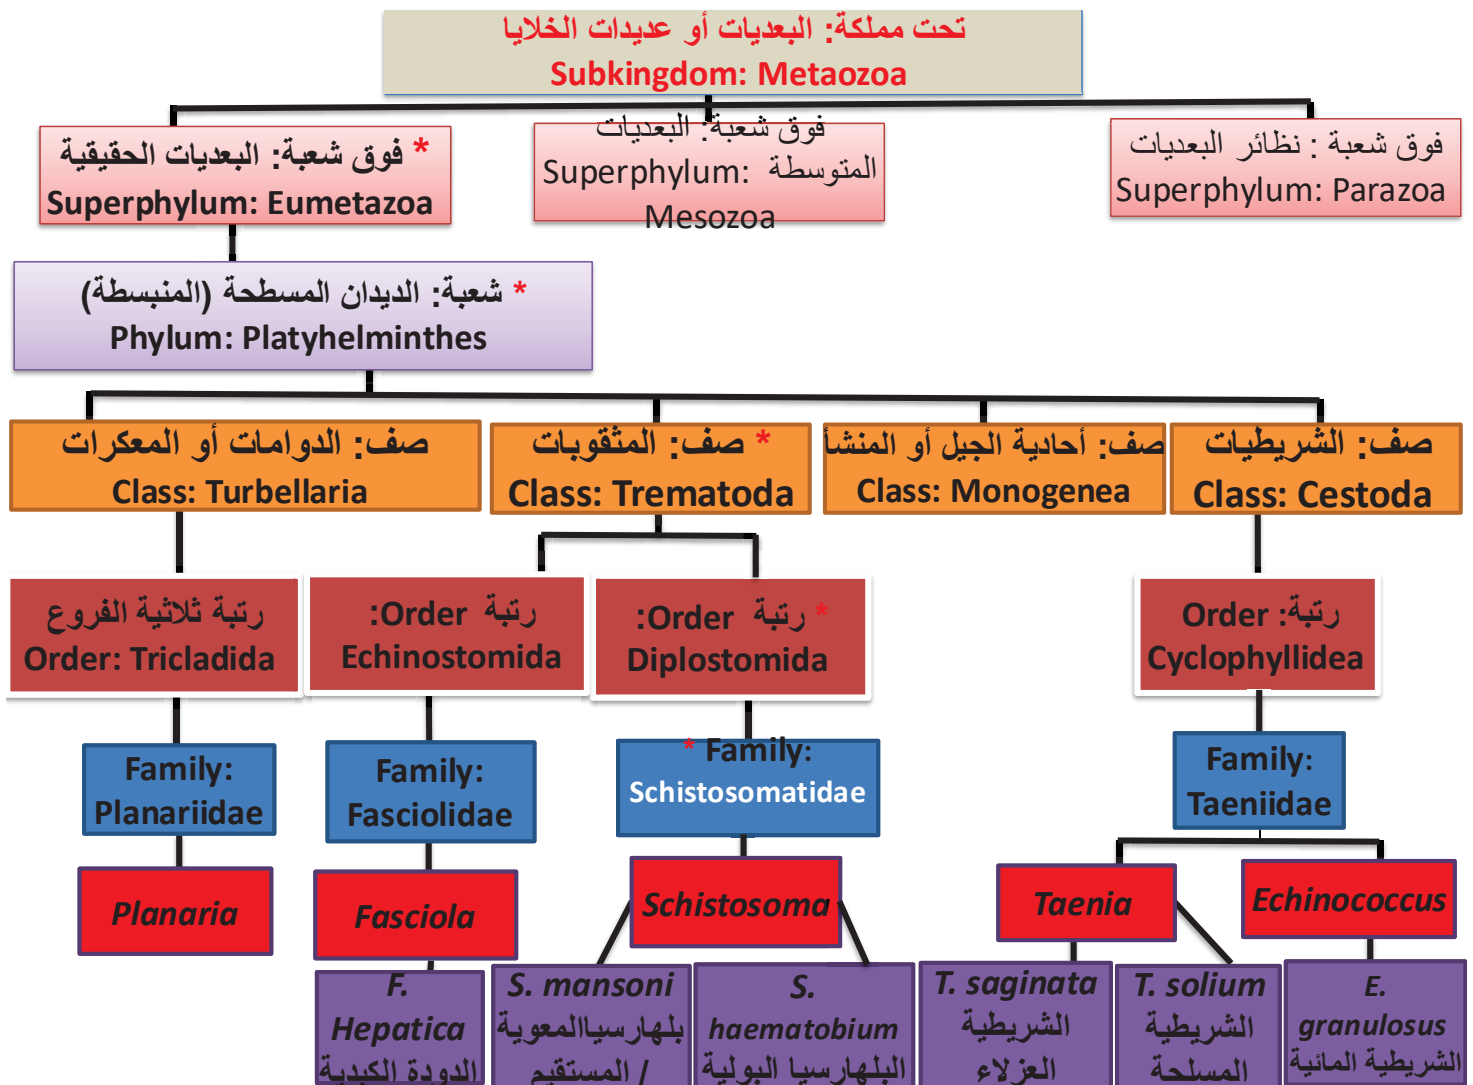 تحت مملكة: البعديات أو عديدات الخلايا
Subkingdom: Metaozoa
* فوق شعبة: البعديات الحقيقية
Superphylum: Eumetazoa
فوق شعبة: البعديات
المتوسطة Superphylum:
Mesozoa
فوق شعبة : نظائر البعديات
Superphylum: Parazoa
* شعبة: الديدان المسطحة (المنبسطة)
Phylum: Platyhelminthes
صف: الدوامات أو المعكرات
Class: Turbellaria
* صف: المثقوبات
Class: Trematoda
صف: أحادية الجيل أو المنشأ
Class: Monogenea
صف: الشريطيات
Class: Cestoda
رتبة ثلاثية الفروع
Order: Tricladida
رتبة Order:
Echinostomida
* رتبة Order:
Diplostomida
رتبة: Order
Cyclophyllidea
Family:
Planariidae
Family:
Fasciolidae
* Family:
Schistosomatidae
Family:
Taeniidae
Planaria
Fasciola
Schistosoma
Taenia
Echinococcus
F.
Hepatica
الدودة الكبدية
S. mansoni
بلهارسياالمعوية
/ المستقيم
S.
haematobium
البلهارسيا البولية
T. saginata
الشريطية
العزلاء
T. solium
الشريطية
المسلحة
E.
granulosus
الشريطية المائية